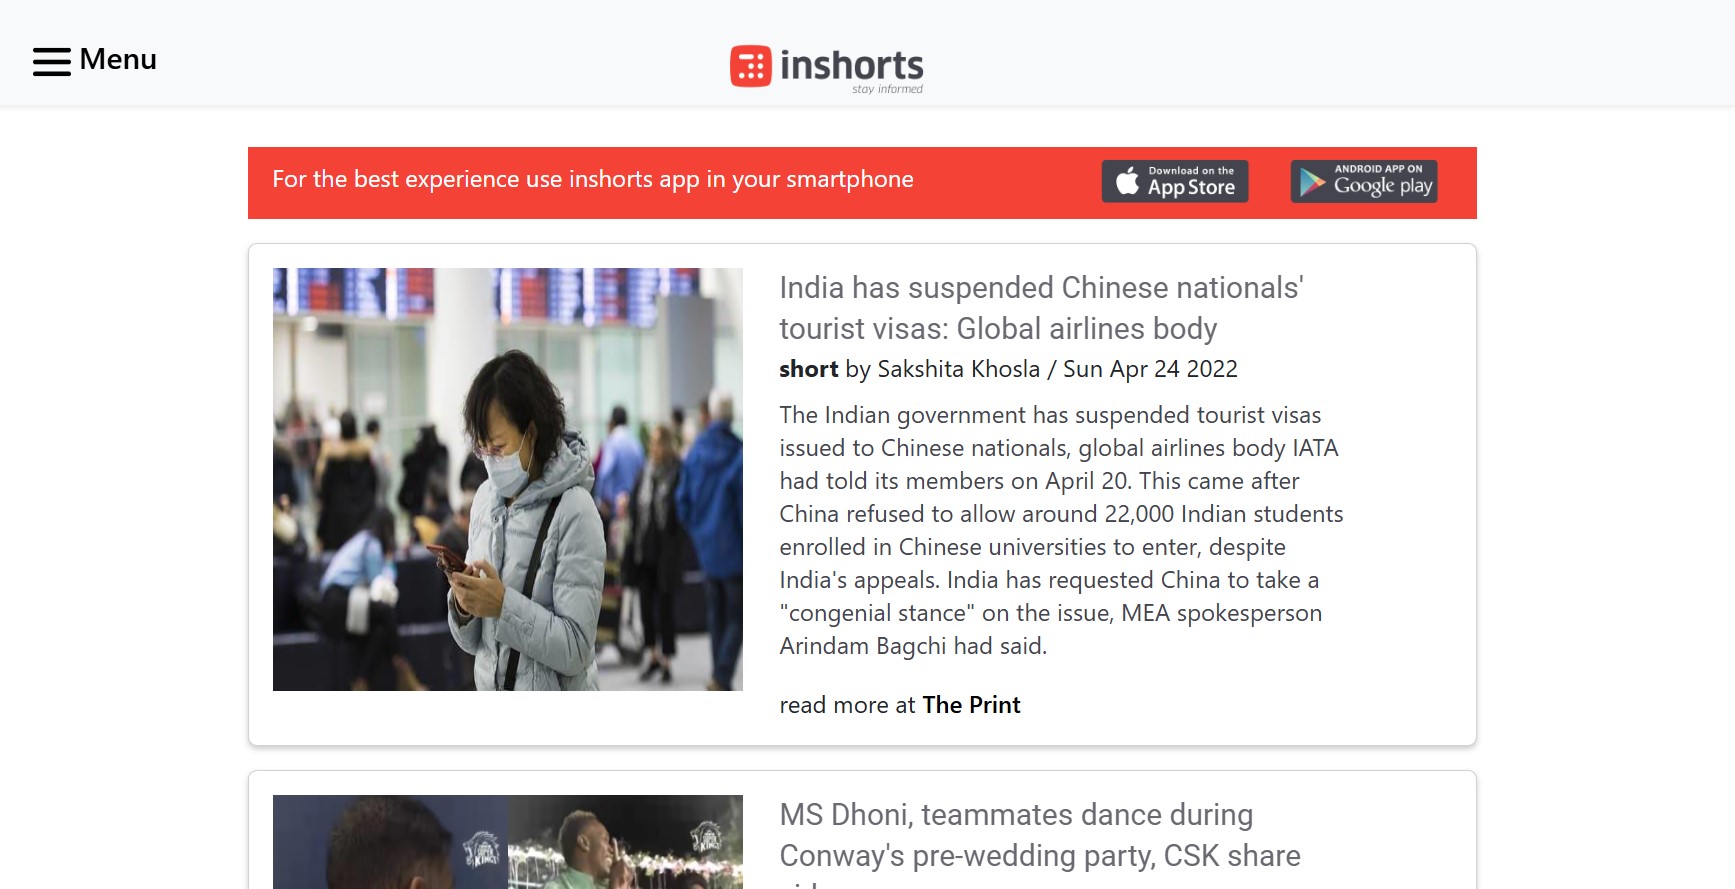 Menu
inshorts
stay informed
For the best experience use inshorts app in your smartphone
Download on the
App Store
ANDROID APP ON
Google play
India has suspended Chinese nationals'
tourist visas: Global airlines body
short by Sakshita Khosla / Sun Apr 24 2022
The Indian government has suspended tourist visas
issued to Chinese nationals, global airlines body IATA
had told its members on April 20. This came after
China refused to allow around 22,000 Indian students
enrolled in Chinese universities to enter, despite
India's appeals. India has requested China to take a
"congenial stance" on the issue, MEA spokesperson
Arindam Bagchi had said.
read more at The Print
MS Dhoni, teammates dance during
Conway's pre-wedding party, CSK share